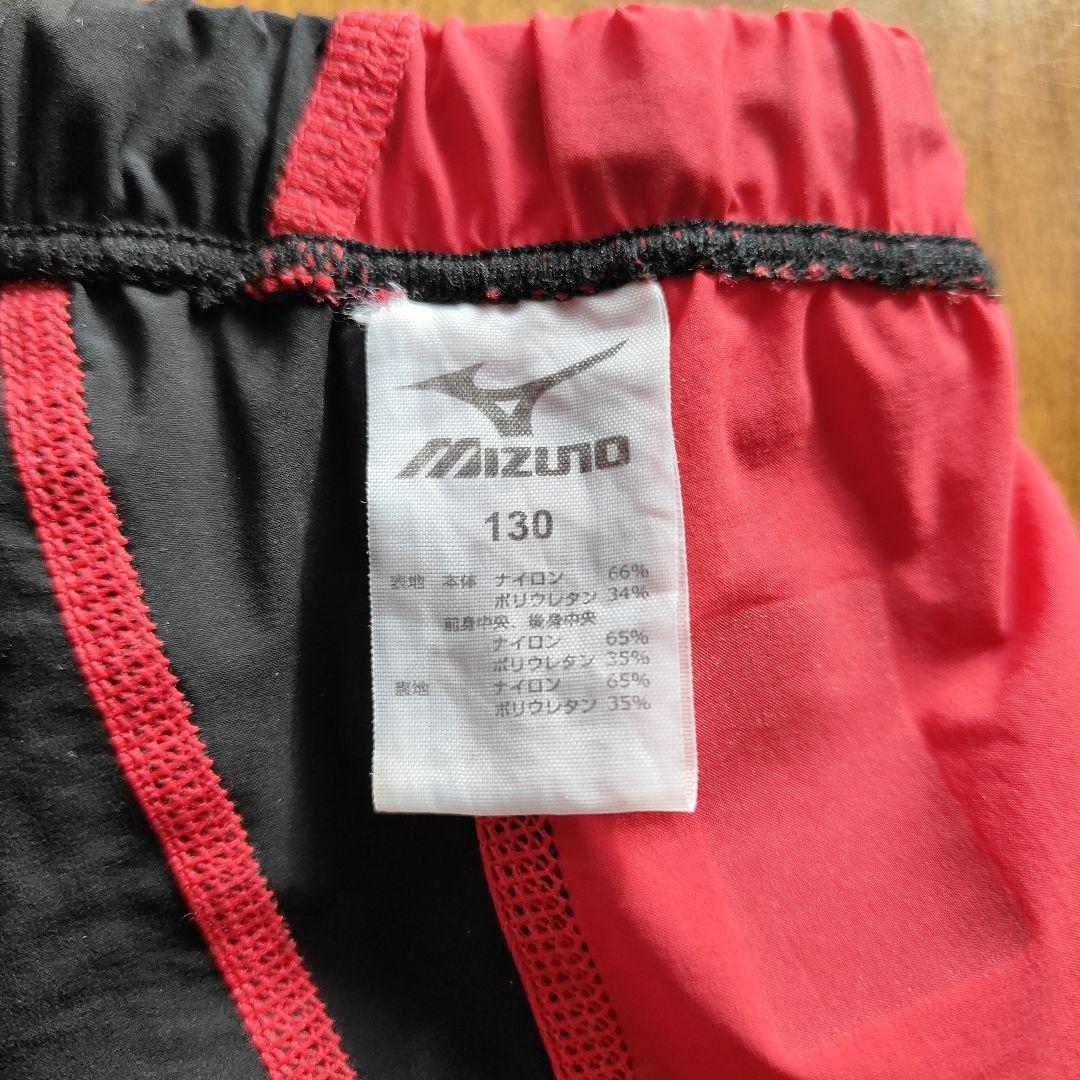 MIZUNO
130
表地 本体 ナイロン 66%
ポリウレタン 34%
前身中央、後身中央
ナイロン 65%
ポリウレタン 35%
裏地 ナイロン 65%
ポリウレタン 35%